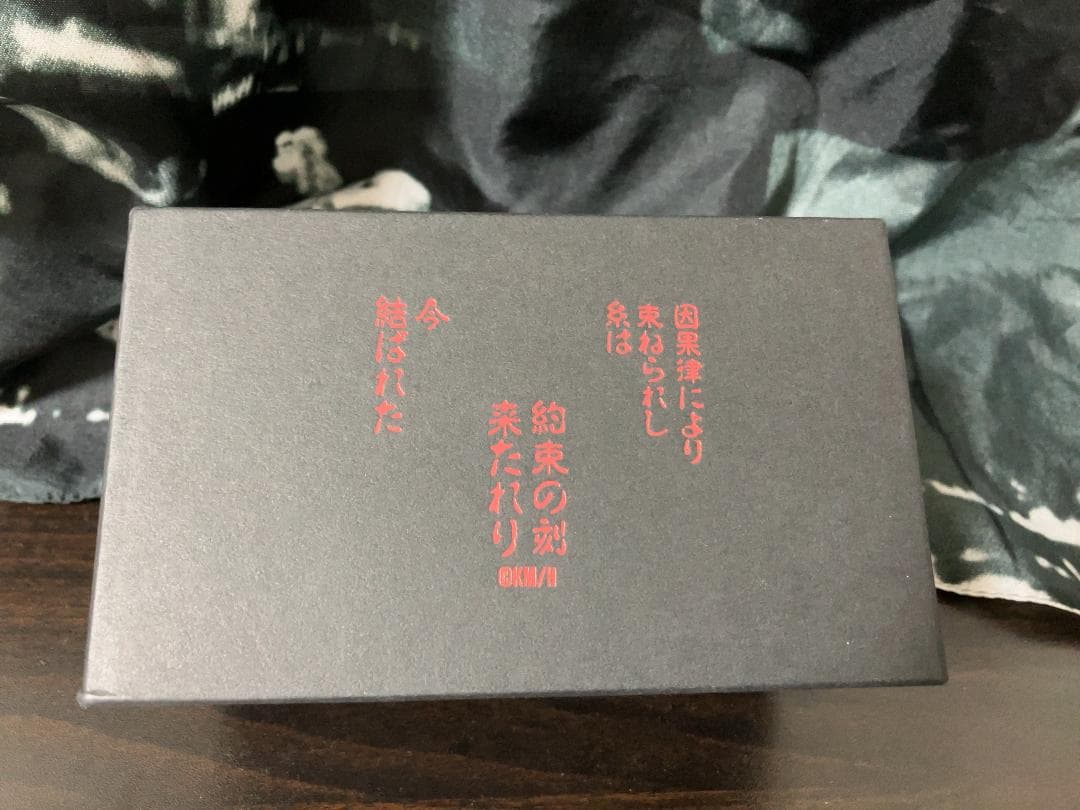 因果律により
束ねられし
糸は
今
結ばれた
約束の刻
来たれり
©KM/H